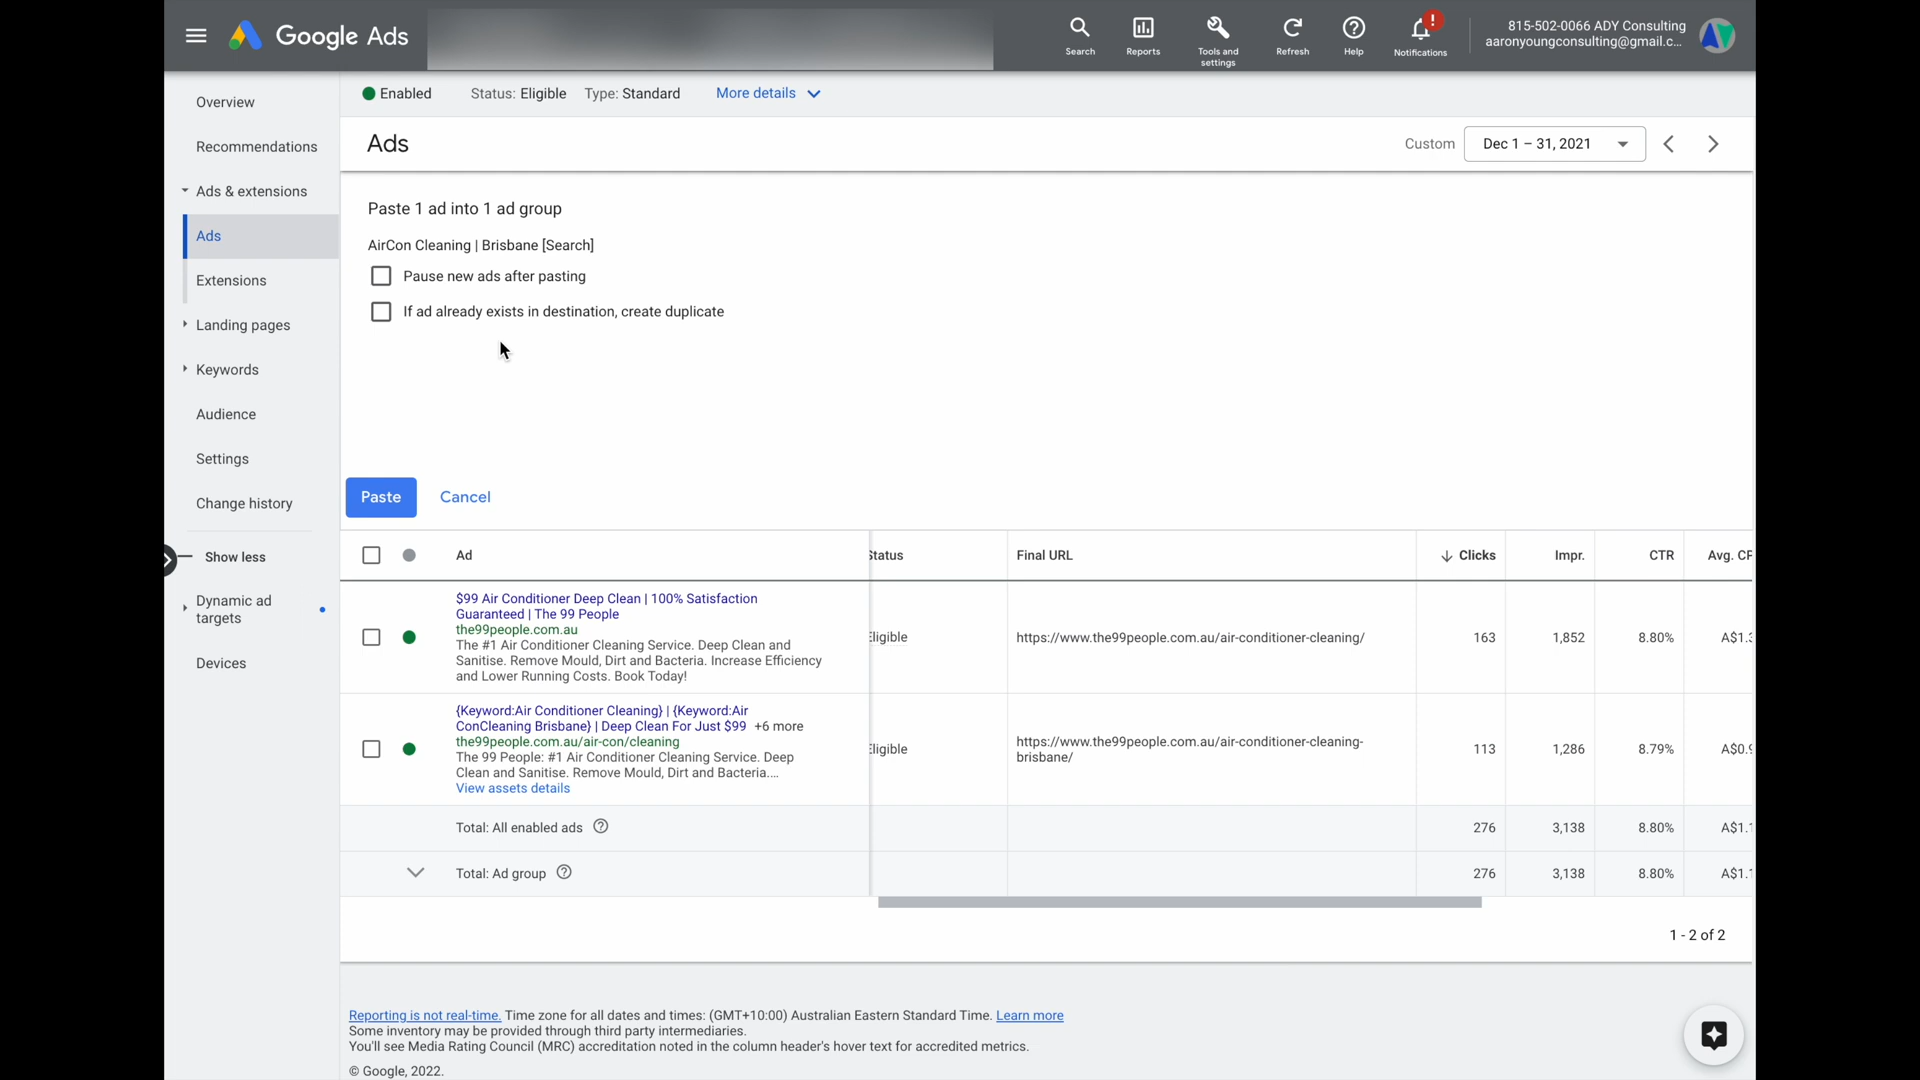 Google Ads
Search
Reports
Tools and
settings
Refresh
Help
!
Notifications
815-502-0066 ADY Consulting
aaronyoungconsulting@gmail.c...
Overview
Recommendations
Ads & extensions
Ads
Extensions
Landing pages
Keywords
Audience
Settings
Change history
Show less
Dynamic ad
targets
Devices
Enabled
Status: Eligible
Type: Standard
More details
Ads
Custom
Dec 1 – 31, 2021
Paste 1 ad into 1 ad group
AirCon Cleaning | Brisbane [Search]
Pause new ads after pasting
If ad already exists in destination, create duplicate
Paste
Cancel
Ad
Status
Final URL
Clicks
Impr.
CTR
Avg. CP
$99 Air Conditioner Deep Clean | 100% Satisfaction
Guaranteed | The 99 People
the99people.com.au
The #1 Air Conditioner Cleaning Service. Deep Clean and
Sanitise. Remove Mould, Dirt and Bacteria. Increase Efficiency
and Lower Running Costs. Book Today!
Eligible
https://www.the99people.com.au/air-conditioner-cleaning/
163
1,852
8.80%
A$1.3
{Keyword:Air Conditioner Cleaning} | {Keyword:Air
ConCleaning Brisbane} | Deep Clean For Just $99 +6 more
the99people.com.au/air-con/cleaning
The 99 People: #1 Air Conditioner Cleaning Service. Deep
Clean and Sanitise. Remove Mould, Dirt and Bacteria....
View assets details
Eligible
https://www.the99people.com.au/air-conditioner-cleaning-
brisbane/
113
1,286
8.79%
A$0.9
Total: All enabled ads
276
3,138
8.80%
A$1.1
Total: Ad group
276
3,138
8.80%
A$1.1
1 - 2 of 2
Reporting is not real-time. Time zone for all dates and times: (GMT+10:00) Australian Eastern Standard Time. Learn more
Some inventory may be provided through third party intermediaries.
You'll see Media Rating Council (MRC) accreditation noted in the column header's hover text for accredited metrics.
© Google, 2022.